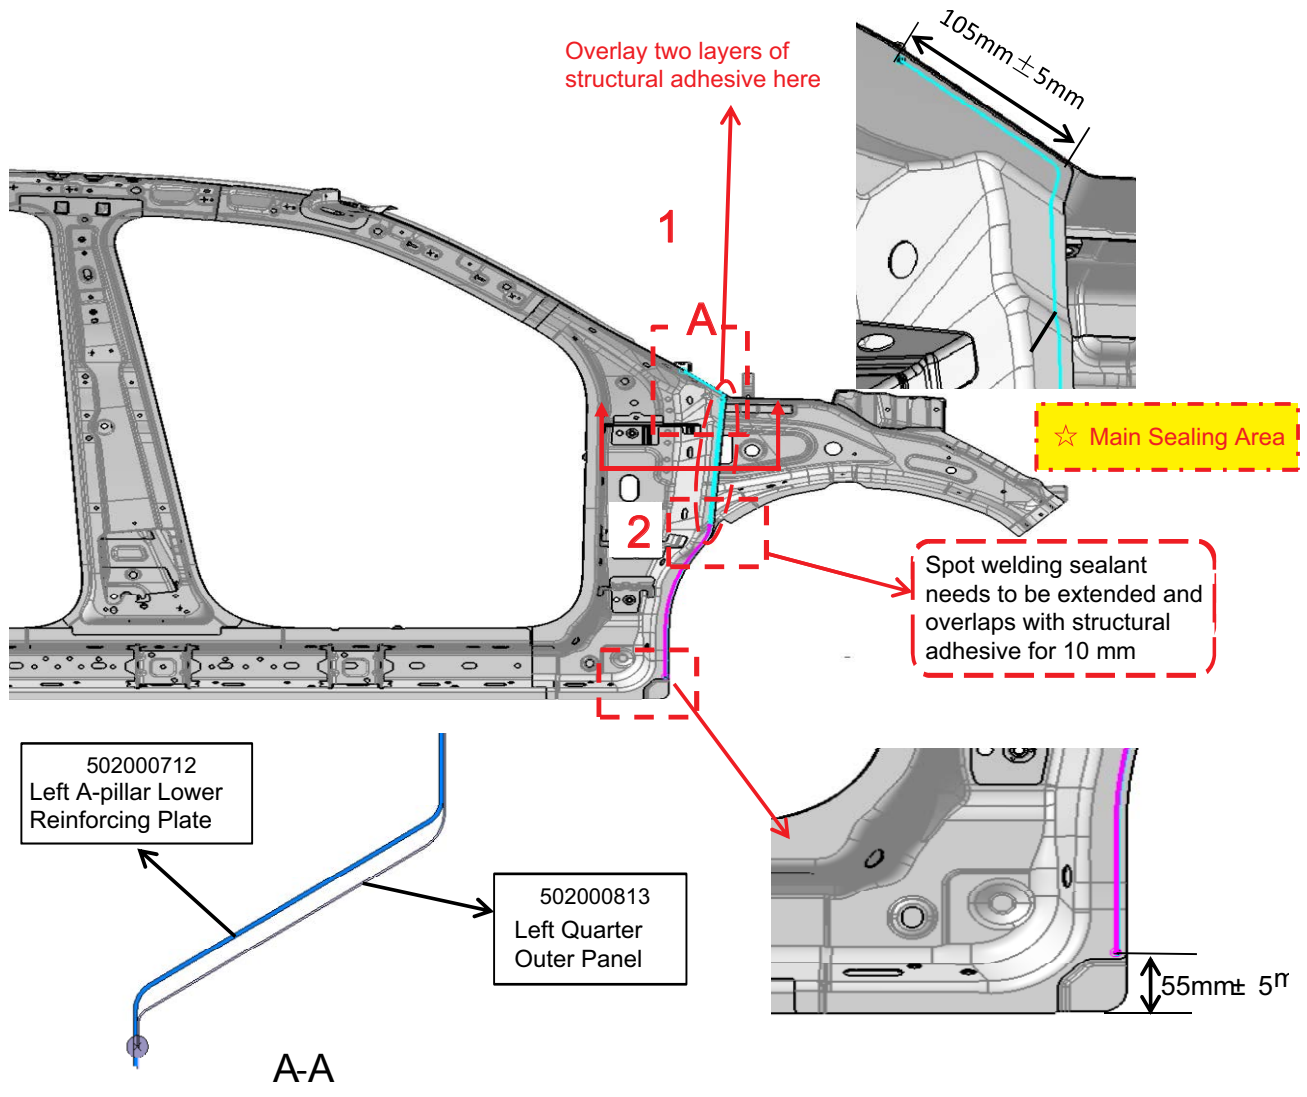 Overlay two layers of
structural adhesive here
105mm±5mm
1
A
☆ Main Sealing Area
2
Spot welding sealant
needs to be extended and
overlaps with structural
adhesive for 10 mm
502000712
Left A-pillar Lower
Reinforcing Plate
502000813
Left Quarter
Outer Panel
55mm± 5m
A-A